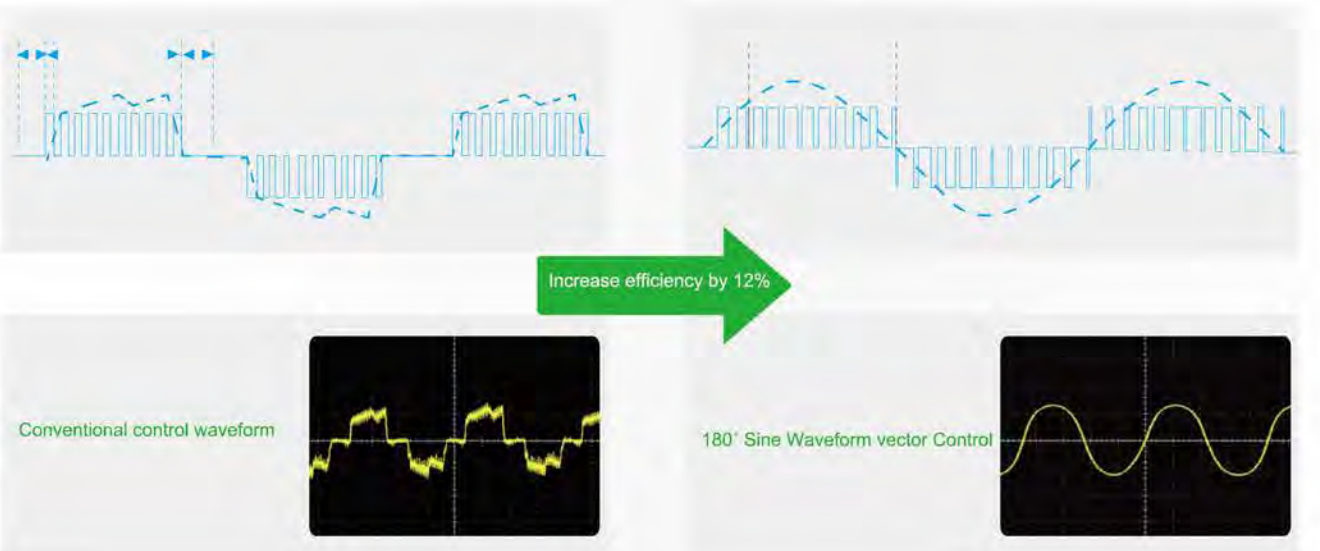 Increase efficiency by 12%
Conventional control waveform
180˚ Sine Waveform vector Control